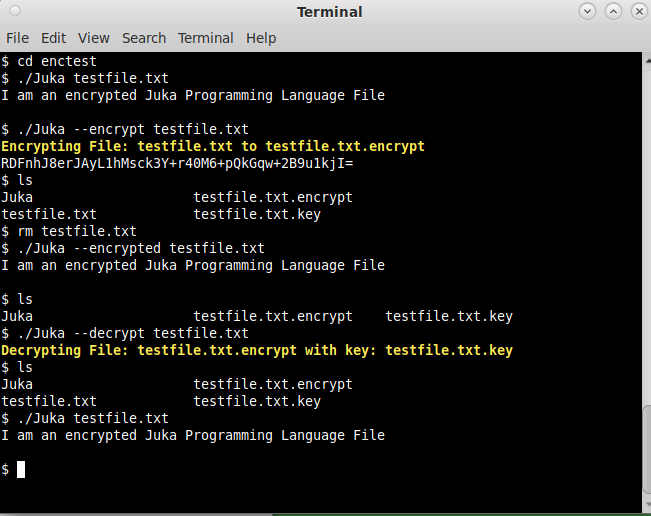 Terminal
File Edit View Search Terminal Help
$ cd enctest
$ ./Juka testfile.txt
I am an encrypted Juka Programming Language File
$ ./Juka --encrypt testfile.txt
Encrypting File: testfile.txt to testfile.txt.encrypt
RDFnhJ8erJAyL1hMsck3Y+r40M6+pQkGqw+2B9u1kjI=
$ ls
Juka testfile.txt.encrypt
testfile.txt testfile.txt.key
$ rm testfile.txt
$ ./Juka --encrypted testfile.txt
I am an encrypted Juka Programming Language File
$ ls
Juka testfile.txt.encrypt testfile.txt.key
$ ./Juka --decrypt testfile.txt
Decrypting File: testfile.txt.encrypt with key: testfile.txt.key
$ ls
Juka testfile.txt.encrypt
testfile.txt testfile.txt.key
$ ./Juka testfile.txt
I am an encrypted Juka Programming Language File
$